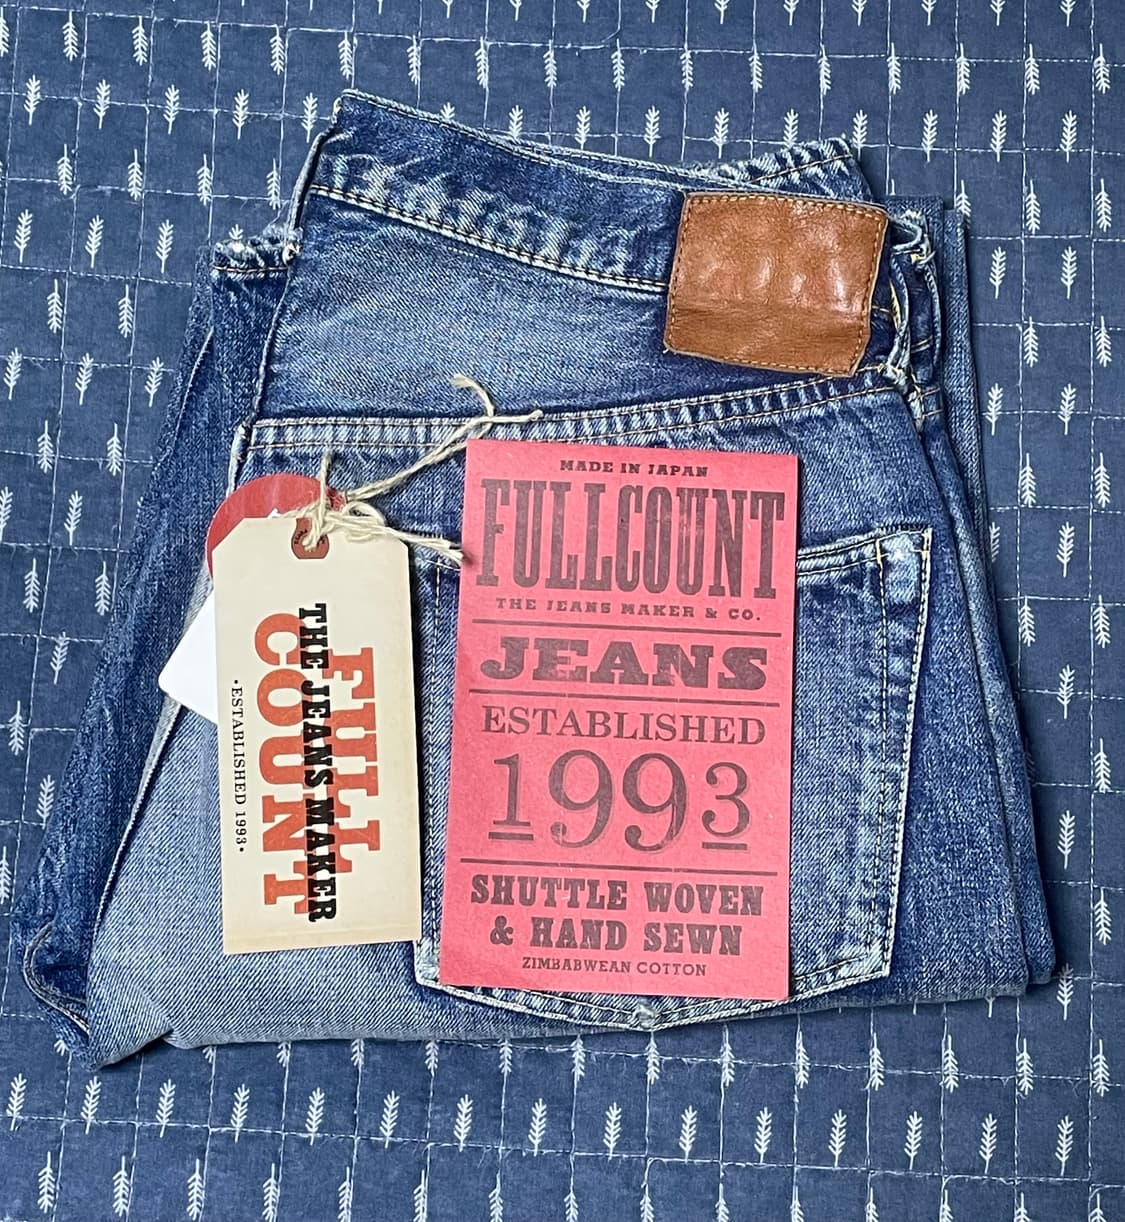 MADE IN JAPAN
FULLCOUNT
THE JEANS MAKER & CO.
JEANS
ESTABLISHED
1993
SHUTTLE WOVEN
& HAND SEWN
ZIMBABWEAN COTTON
FULL
COUNT
THE JEANS MAKER
•ESTABLISHED 1993•